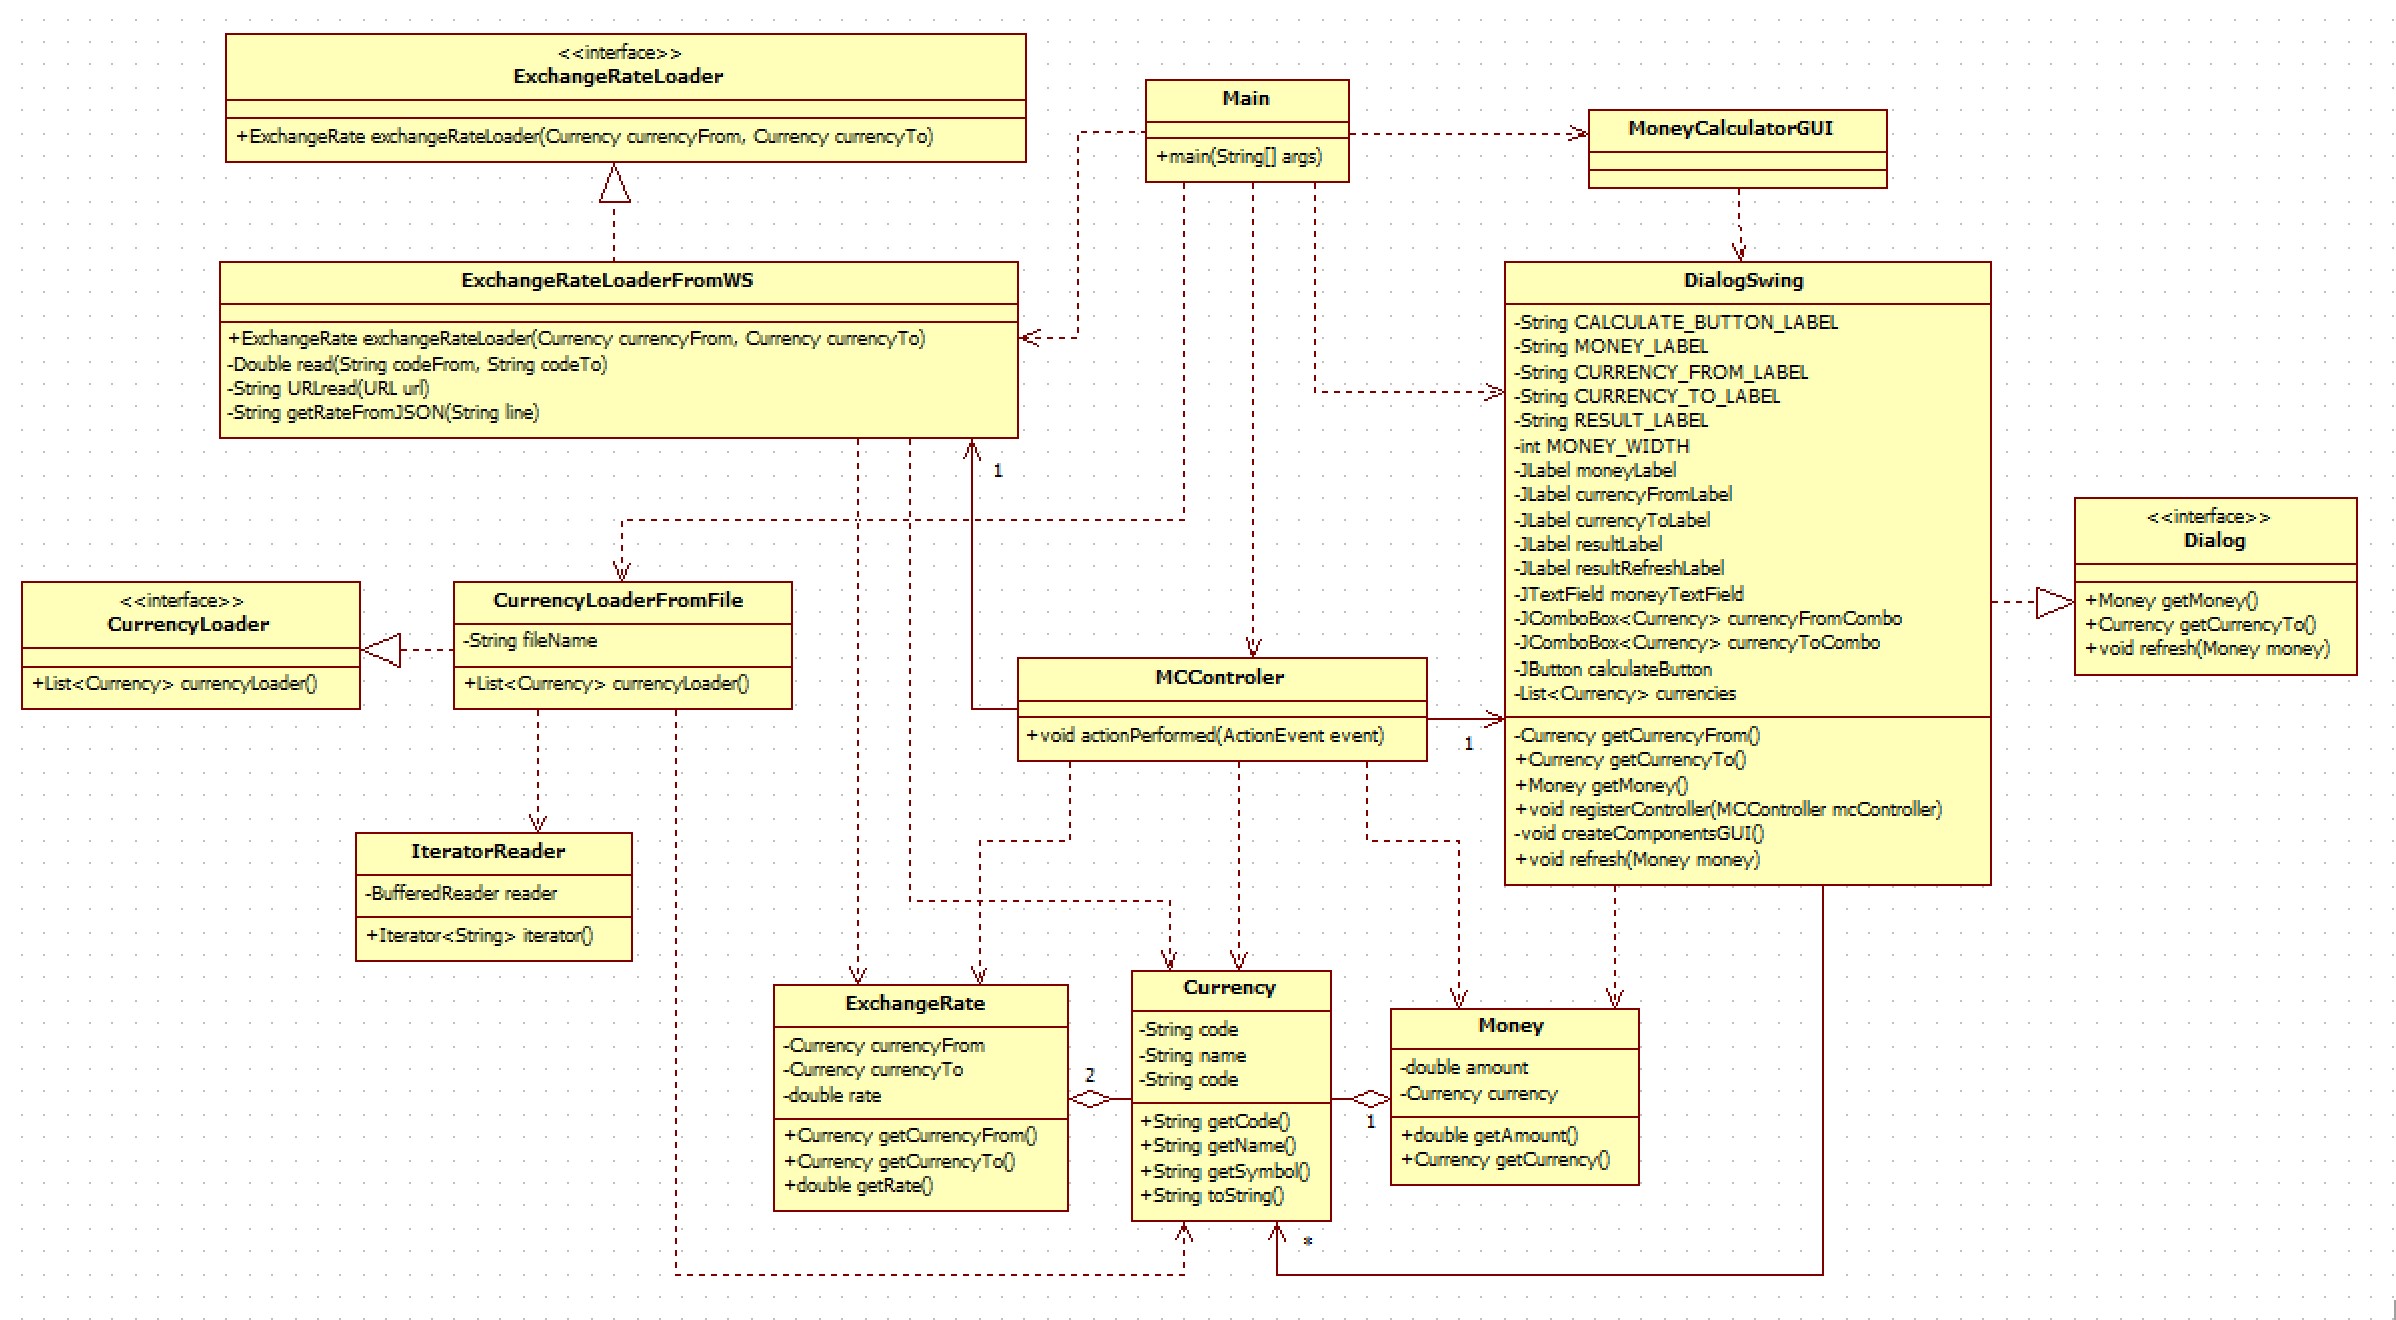 <<interface>>
ExchangeRateLoader
+ExchangeRate exchangeRateLoader(Currency currencyFrom, Currency currencyTo)
Main
+main(String[] args)
MoneyCalculatorGUI
ExchangeRateLoaderFromWS
+ExchangeRate exchangeRateLoader(Currency currencyFrom, Currency currencyTo)
-Double read(String codeFrom, String codeTo)
-String URLread(URL url)
-String getRateFromJSON(String line)
1
DialogSwing
-String CALCULATE_BUTTON_LABEL
-String MONEY_LABEL
-String CURRENCY_FROM_LABEL
-String CURRENCY_TO_LABEL
-String RESULT_LABEL
-int MONEY_WIDTH
-JLabel moneyLabel
-JLabel currencyFromLabel
-JLabel currencyToLabel
-JLabel resultLabel
-JLabel resultRefreshLabel
-JTextField moneyTextField
-JComboBox<Currency> currencyFromCombo
-JComboBox<Currency> currencyToCombo
-JButton calculateButton
-List<Currency> currencies
-Currency getCurrencyFrom()
+Currency getCurrencyTo()
+Money getMoney()
+void registerController(MCController mcController)
-void createComponentsGUI()
+void refresh(Money money)
<<interface>>
Dialog
+Money getMoney()
+Currency getCurrencyTo()
+void refresh(Money money)
<<interface>>
CurrencyLoader
+List<Currency> currencyLoader()
CurrencyLoaderFromFile
-String fileName
+List<Currency> currencyLoader()
MCControler
+void actionPerformed(ActionEvent event)
1
IteratorReader
-BufferedReader reader
+Iterator<String> iterator()
ExchangeRate
-Currency currencyFrom
-Currency currencyTo
-double rate
+Currency getCurrencyFrom()
+Currency getCurrencyTo()
+double getRate()
2
Currency
-String code
-String name
-String code
+String getCode()
+String getName()
+String getSymbol()
+String toString()
1
Money
-double amount
-Currency currency
+double getAmount()
+Currency getCurrency()
*